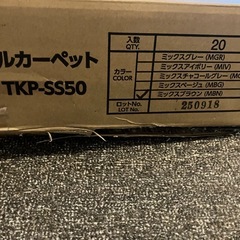 ルカーペット
TKP-SS50
入数
QTY.
20
カラー
COLOR
ミックスグレー (MGR)
ミックスアイボリー (MIV)
ミックスチャコールグレー (MC
ミックスベージュ (MBG)
ミックスブラウン (MBN)
ロットNo.
LOT No.
250918